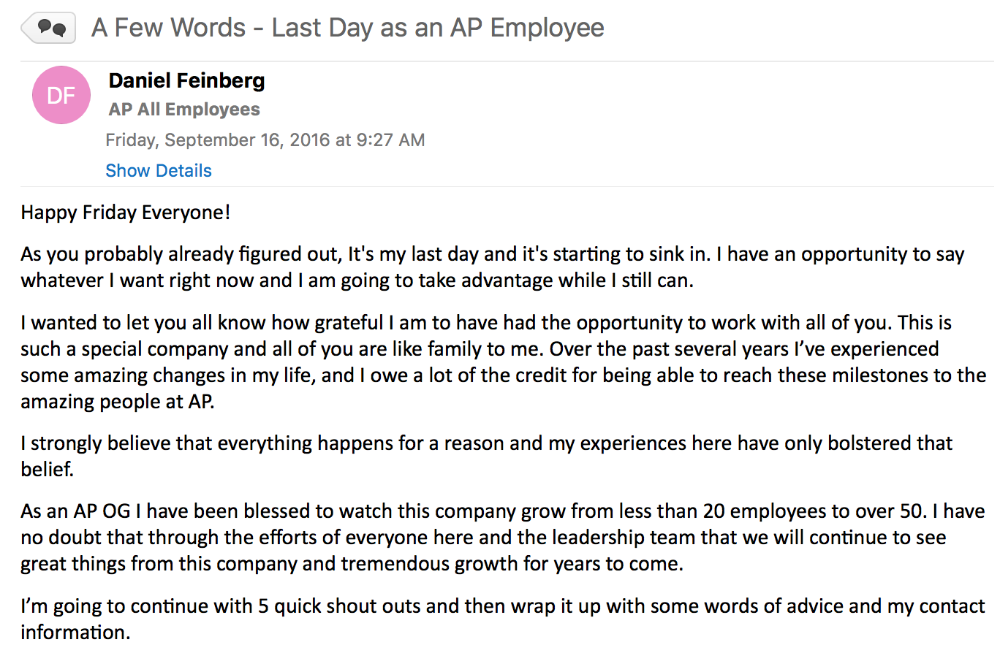 A Few Words - Last Day as an AP Employee
DF
Daniel Feinberg
AP All Employees
Friday, September 16, 2016 at 9:27 AM
Show Details
Happy Friday Everyone!
As you probably already figured out, It's my last day and it's starting to sink in. I have an opportunity to say
whatever I want right now and I am going to take advantage while I still can.
I wanted to let you all know how grateful I am to have had the opportunity to work with all of you. This is
such a special company and all of you are like family to me. Over the past several years I’ve experienced
some amazing changes in my life, and I owe a lot of the credit for being able to reach these milestones to the
amazing people at AP.
I strongly believe that everything happens for a reason and my experiences here have only bolstered that
belief.
As an AP OG I have been blessed to watch this company grow from less than 20 employees to over 50. I have
no doubt that through the efforts of everyone here and the leadership team that we will continue to see
great things from this company and tremendous growth for years to come.
I’m going to continue with 5 quick shout outs and then wrap it up with some words of advice and my contact
information.